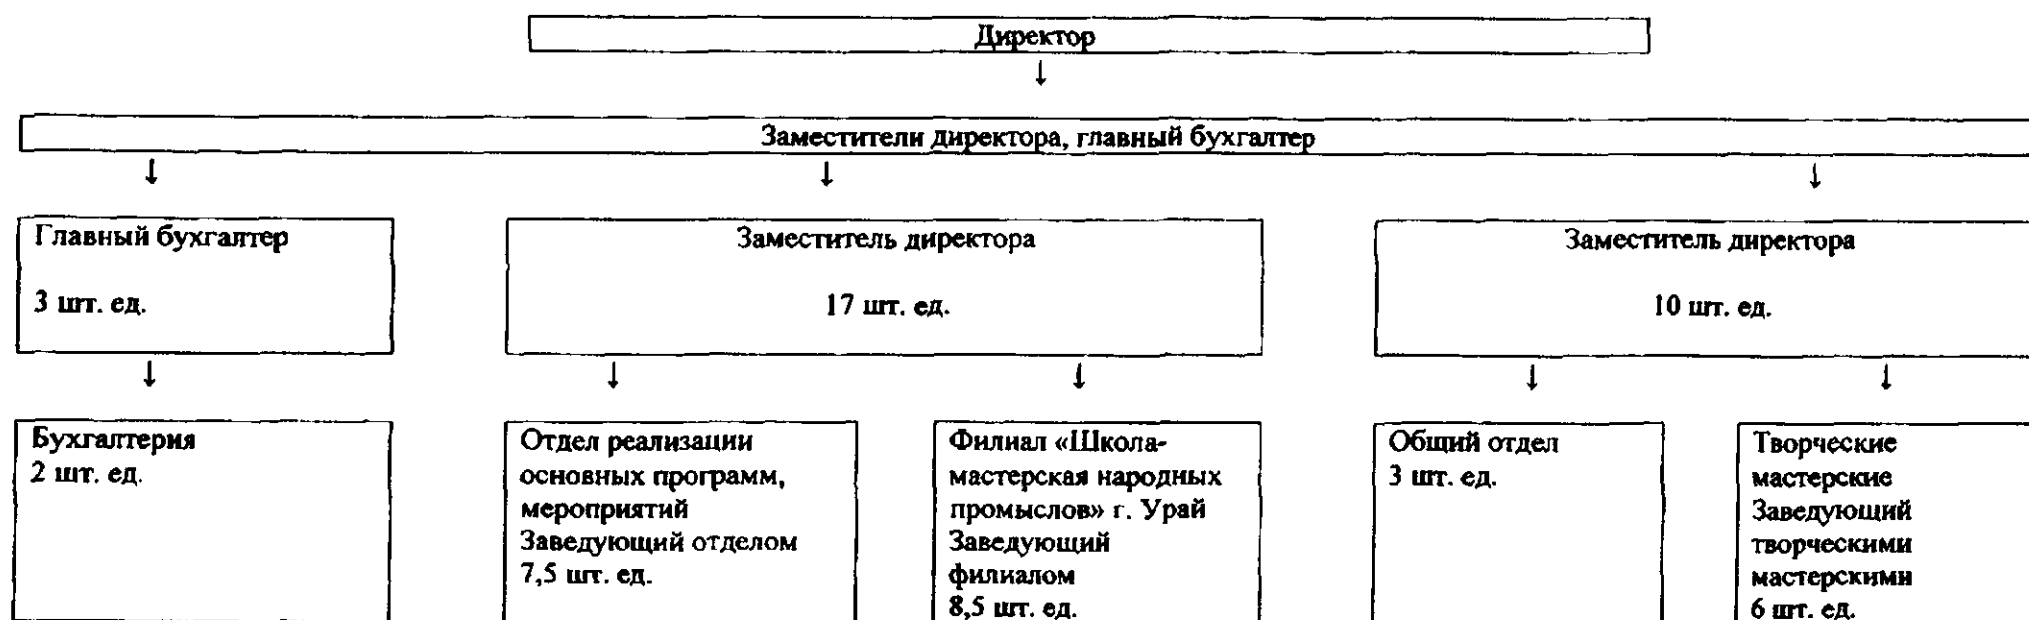 Директор
↓
Заместители директора, главный бухгалтер
↓ ↓ ↓
Главный бухгалтер
3 шт. ед.
Заместитель директора
17 шт. ед.
Заместитель директора
10 шт. ед.
↓ ↓ ↓ ↓ ↓
Бухгалтерия
2 шт. ед.
Отдел реализации
основных программ,
мероприятий
Заведующий отделом
7,5 шт. ед.
Филиал «Школа-
мастерская народных
промыслов» г. Урай
Заведующий
филиалом
8,5 шт. ед.
Общий отдел
3 шт. ед.
Творческие
мастерские
Заведующий
творческими
мастерскими
6 шт. ед.